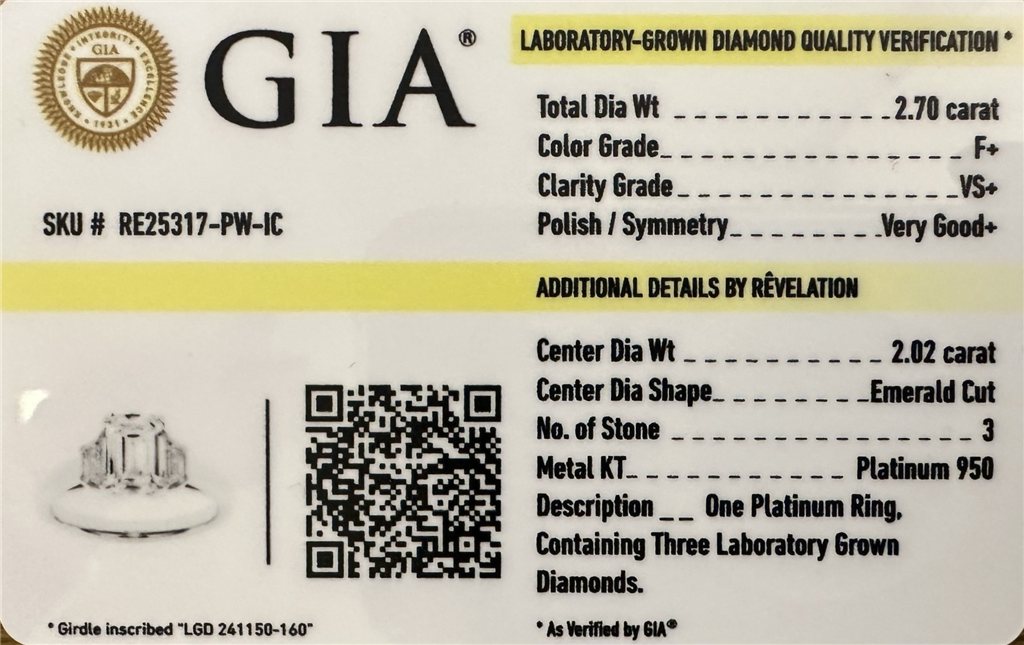 GIA®
INTEGRITY
EXCELLENCE
KNOWLEDGE
GIA
1931
SKU # RE25317-PW-IC
LABORATORY-GROWN DIAMOND QUALITY VERIFICATION *
Total Dia Wt _ _ _ _ _ _ _ _ _ _ _ 2.70 carat
Color Grade _ _ _ _ _ _ _ _ _ _ _ _ _ _ _ F+
Clarity Grade _ _ _ _ _ _ _ _ _ _ _ _ _ _ VS+
Polish / Symmetry _ _ _ _ _ _ _ _ Very Good+
ADDITIONAL DETAILS BY RÊVELATION
Center Dia Wt _ _ _ _ _ _ _ _ _ _ 2.02 carat
Center Dia Shape _ _ _ _ _ _ _ _ Emerald Cut
No. of Stone _ _ _ _ _ _ _ _ _ _ _ _ _ _ _ 3
Metal KT _ _ _ _ _ _ _ _ _ _ _ Platinum 950
Description _ _ One Platinum Ring,
Containing Three Laboratory Grown
Diamonds.
* Girdle inscribed "LGD 241150-160"
* As Verified by GIA®